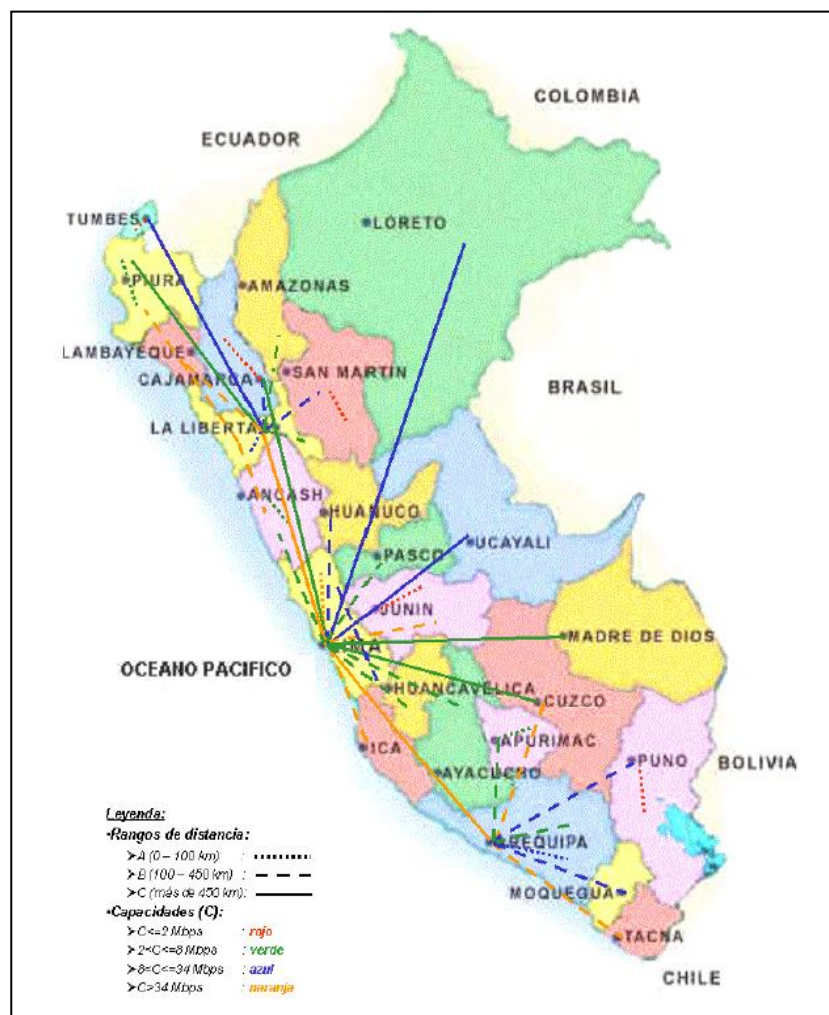 COLOMBIA
ECUADOR
TUMBES
LORETO
PIURA
AMAZONAS
LAMBAYEQUE
SAN MARTIN
CAJAMARCA
BRASIL
LA LIBERTA
ANCASH
HUANUCO
UCAYALI
PASCO
JUNIN
MADRE DE DIOS
OCEANO PACIFICO
HUANCAVELICA
CUZCO
ICA
APURIMAC
PUNO
BOLIVIA
AYACUCHO
AREQUIPA
MOQUEGUA
TACNA
CHILE
Leyenda:
•Rangos de distancia:
➤A (0 – 100 km) :
➤B (100 – 450 km) :
➤C (más de 450 km):
•Capacidades (C):
➤C<=2 Mbps : rojo
➤2<C<=8 Mbps : verde
➤8<C<=34 Mbps : azul
➤C>34 Mbps : naranja